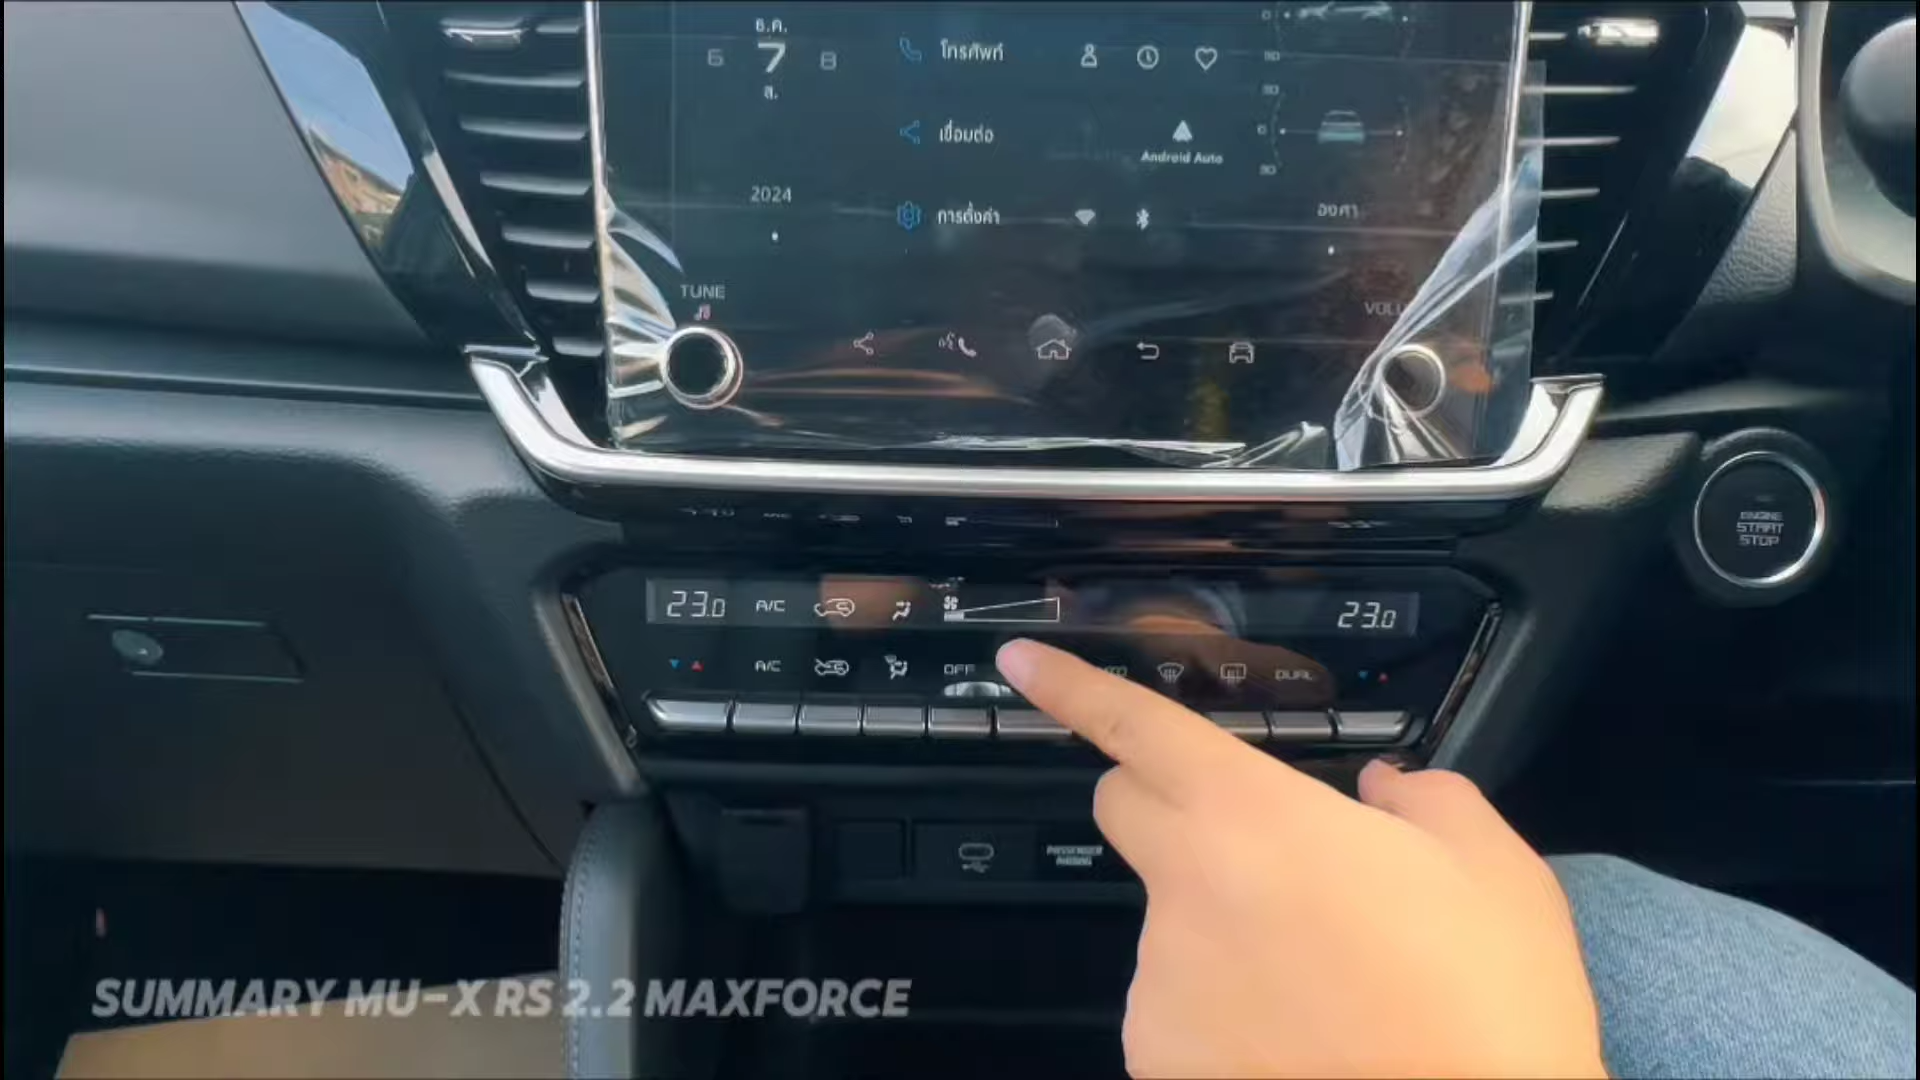 ธ.ค.
6 7 8
ส.
โทรศัพท์
เชื่อมต่อ
Android Auto
2024
การตั้งค่า
องศา
TUNE
ENGINE
START
STOP
23.0 A/C
23.0
A/C
OFF
DUAL
PASSENGER
AIRBAG
SUMMARY MU-X RS 2.2 MAXFORCE